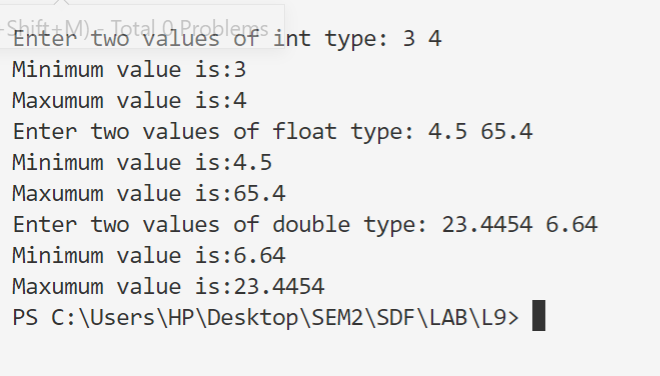 -Shift+M) - Total 0 Problems
Enter two values of int type: 3 4
Minimum value is:3
Maxumum value is:4
Enter two values of float type: 4.5 65.4
Minimum value is:4.5
Maxumum value is:65.4
Enter two values of double type: 23.4454 6.64
Minimum value is:6.64
Maxumum value is:23.4454
PS C:\Users\HP\Desktop\SEM2\SDF\LAB\L9>